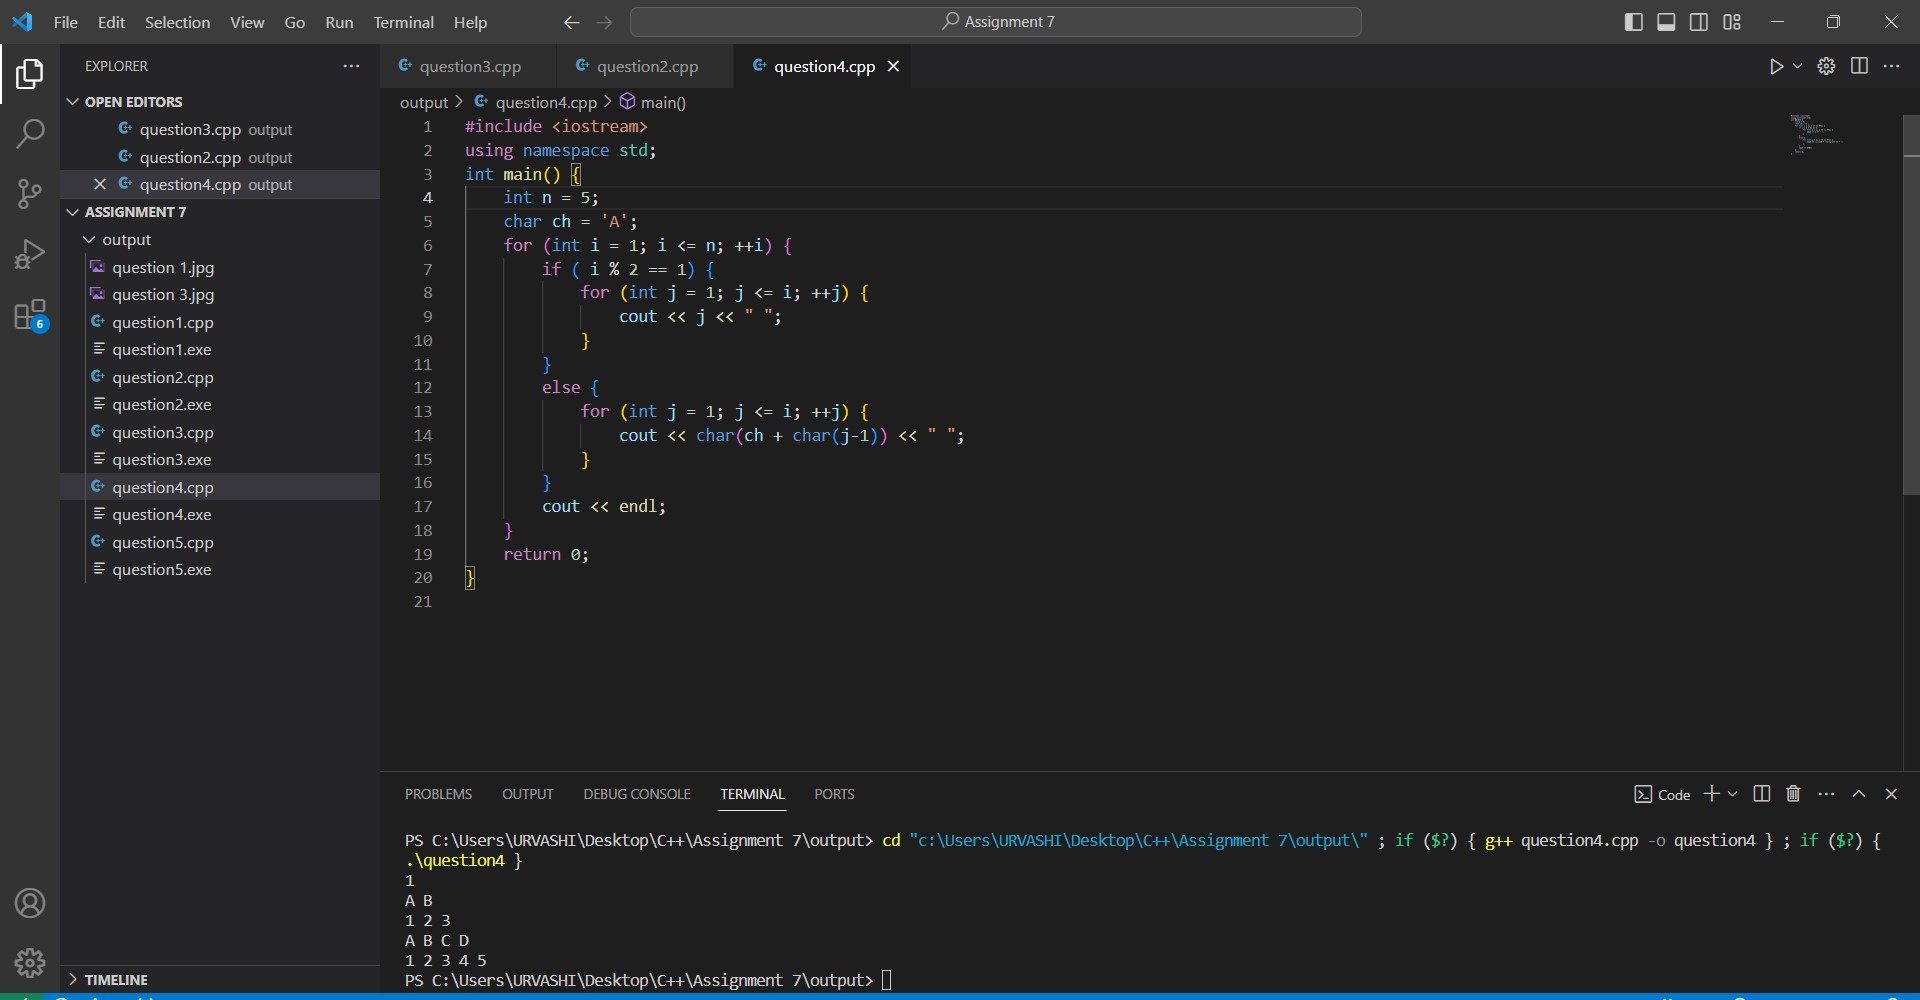 File Edit Selection View Go Run Terminal Help
Assignment 7
EXPLORER
OPEN EDITORS
question3.cpp output
question2.cpp output
question4.cpp output
ASSIGNMENT 7
output
question 1.jpg
question 3.jpg
question1.cpp
question1.exe
question2.cpp
question2.exe
question3.cpp
question3.exe
question4.cpp
question4.exe
question5.cpp
question5.exe
TIMELINE
6
question3.cpp question2.cpp question4.cpp
output > question4.cpp > main()
1 #include <iostream>
2 using namespace std;
3 int main() {
4 int n = 5;
5 char ch = 'A';
6 for (int i = 1; i <= n; ++i) {
7 if ( i % 2 == 1) {
8 for (int j = 1; j <= i; ++j) {
9 cout << j << " ";
10 }
11 }
12 else {
13 for (int j = 1; j <= i; ++j) {
14 cout << char(ch + char(j-1)) << " ";
15 }
16 }
17 cout << endl;
18 }
19 return 0;
20 }
21
PROBLEMS OUTPUT DEBUG CONSOLE TERMINAL PORTS
Code
PS C:\Users\URVASHI\Desktop\C++\Assignment 7\output> cd "c:\Users\URVASHI\Desktop\C++\Assignment 7\output\" ; if ($?) { g++ question4.cpp -o question4 } ; if ($?) {
.\question4 }
1
A B
1 2 3
A B C D
1 2 3 4 5
PS C:\Users\URVASHI\Desktop\C++\Assignment 7\output>